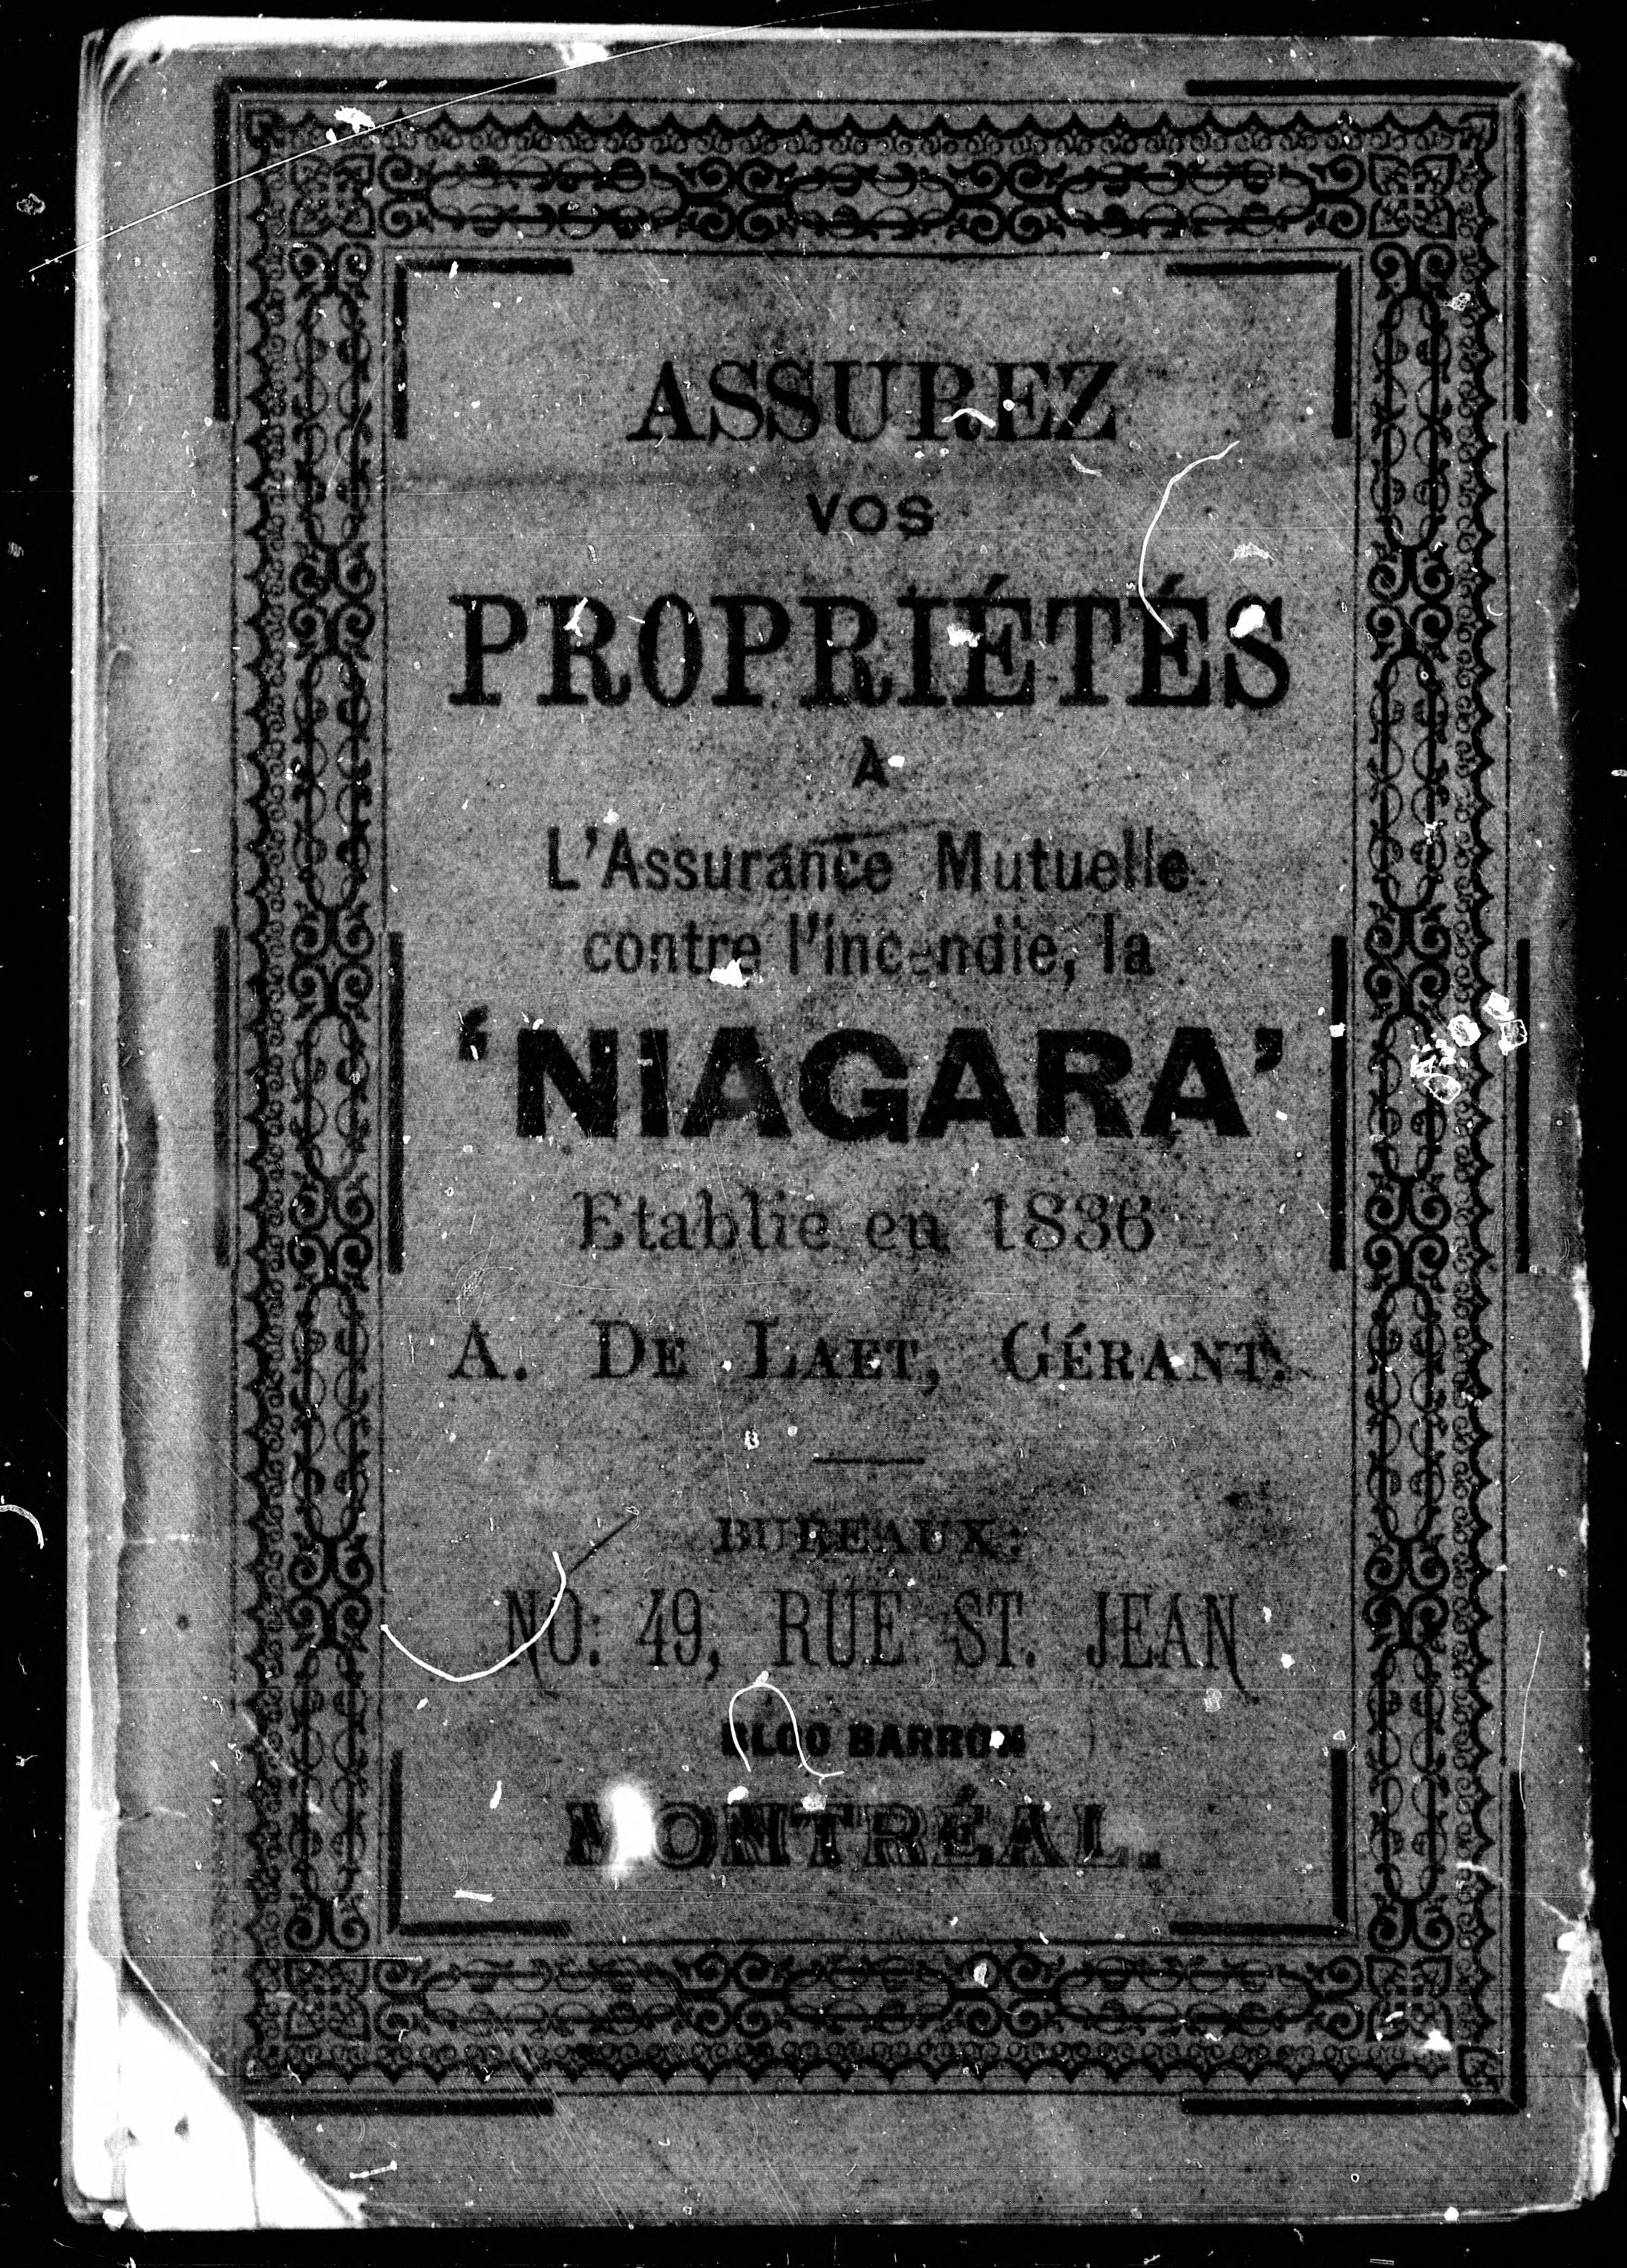 ASSUREZ
VOS
PROPRIÉTÉS
À
L'Assurance Mutuelle
contre l'incendie, la
'NIAGARA'
Etablie en 1836
A. DE LAET, GÉRANT.
BUREAUX:
NO. 49, RUE ST. JEAN
BLOC BARRON
MONTRÉAL.